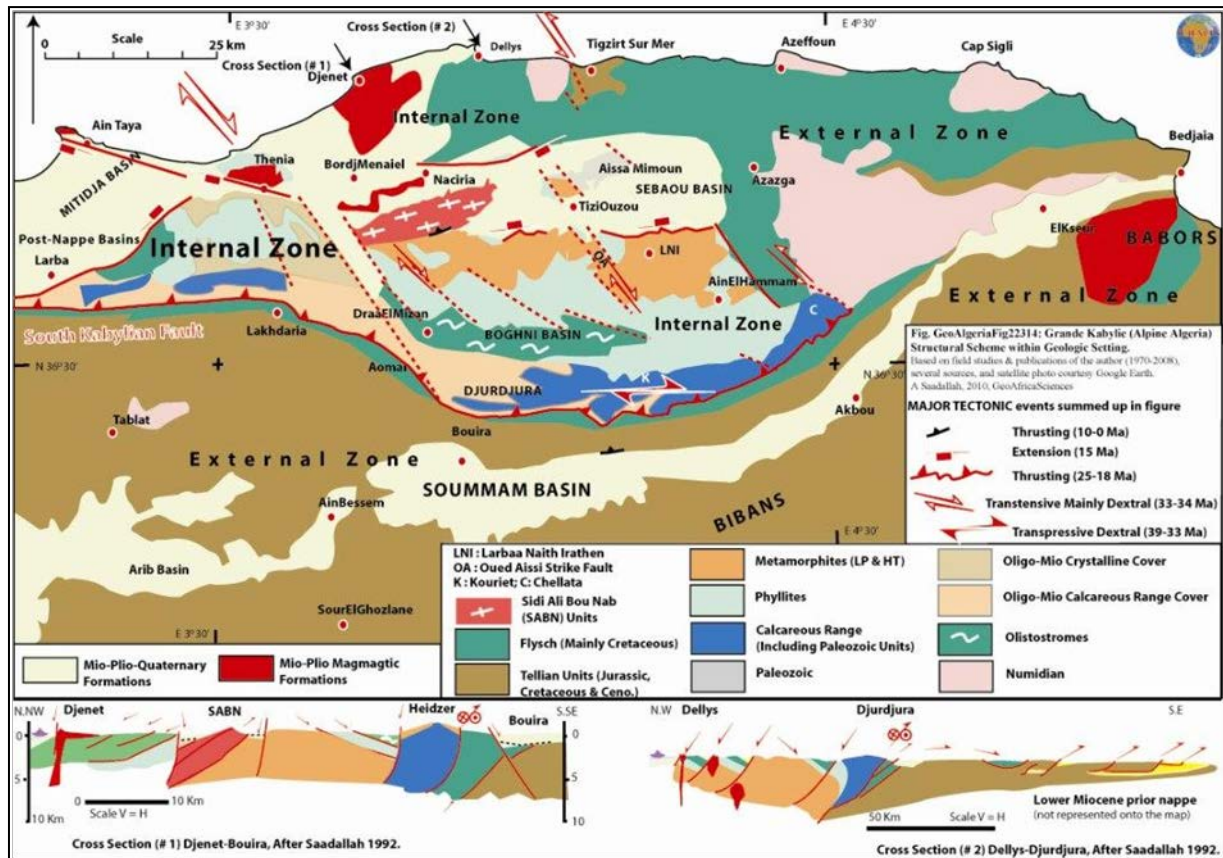 E 3°30'
Cross Section (# 2)
E 4°30'
Scale
0
25 km
Cross Section (# 1)
Djenet
Dellys
Tigzirt Sur Mer
Azeffoun
Cap Sigli
Internal Zone
External Zone
Bedjaia
Ain Taya
MITIDJA BASIN
Thenia
BordjMenaiel
Naciria
Aissa Mimoun
SEBAOU BASIN
Azazga
TiziOuzou
ElKseur
Post-Nappe Basins
Larba
Internal Zone
LNI
OA
BABORS
External Zone
AinElHammam
C
South Kabylian Fault
Lakhdaria
DraaElMizan
BOGHNI BASIN
Internal Zone
N 36° 30'
Aomar
DJURDJURA
K
N 36° 30'
Akbou
Tablat
Bouira
External Zone
SOUMMAM BASIN
AinBessem
BIBANS
Arib Basin
SourElGhozlane
E 3°30'
E 4°30'
Fig. GeoAlgeriaFig22314: Grande Kabylie (Alpine Algeria)
Structural Scheme within Geologic Setting.
Based on field studies & publications of the author (1970-2008),
several sources, and satellite photo courtesy Google Earth.
A Saadallah, 2010, GeoAfricaSciences
MAJOR TECTONIC events summed up in figure
Thrusting (10-0 Ma)
Extension (15 Ma)
Thrusting (25-18 Ma)
Transtensive Mainly Dextral (33-34 Ma)
Transpressive Dextral (39-33 Ma)
LNI : Larbaa Naith Irathen
OA : Oued Aissi Strike Fault
K : Kouriet; C: Chellata
Sidi Ali Bou Nab
(SABN) Units
Flysch (Mainly Cretaceous)
Tellian Units (Jurassic,
Cretaceous & Ceno.)
Metamorphites (LP & HT)
Phyllites
Calcareous Range
(Including Paleozoic Units)
Paleozoic
Oligo-Mio Crystalline Cover
Oligo-Mio Calcareous Range Cover
Olistostromes
Numidian
Mio-Plio-Quaternary
Formations
Mio-Plio Magmagtic
Formations
N.NW
Djenet
SABN
Heidzer
Bouira
S.SE
0
5
10 Km
0
5
10
0
10 Km
Scale V = H
Cross Section (# 1) Djenet-Bouira, After Saadallah 1992.
N.W
Dellys
Djurdjura
S.E
0
5
Lower Miocene prior nappe
(not represented onto the map)
50 Km
Scale V = H
Cross Section (# 2) Dellys-Djurdjura, After Saadallah 1992.